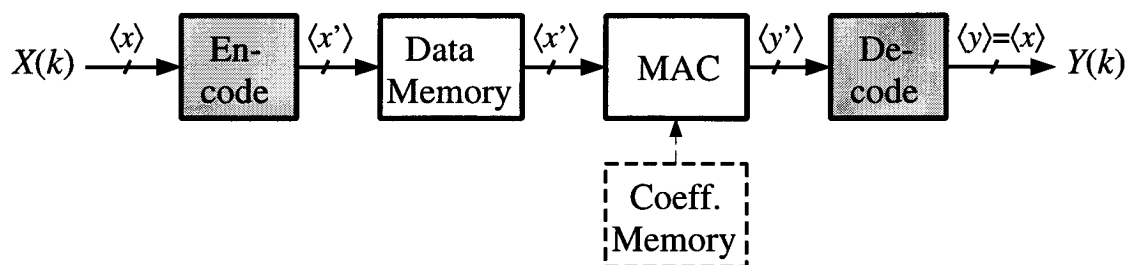 X(k) ⟨x⟩ En-code ⟨x'⟩ Data Memory ⟨x'⟩ MAC ⟨y'⟩ De-code ⟨y⟩=⟨x⟩ Y(k)
Coeff.
Memory